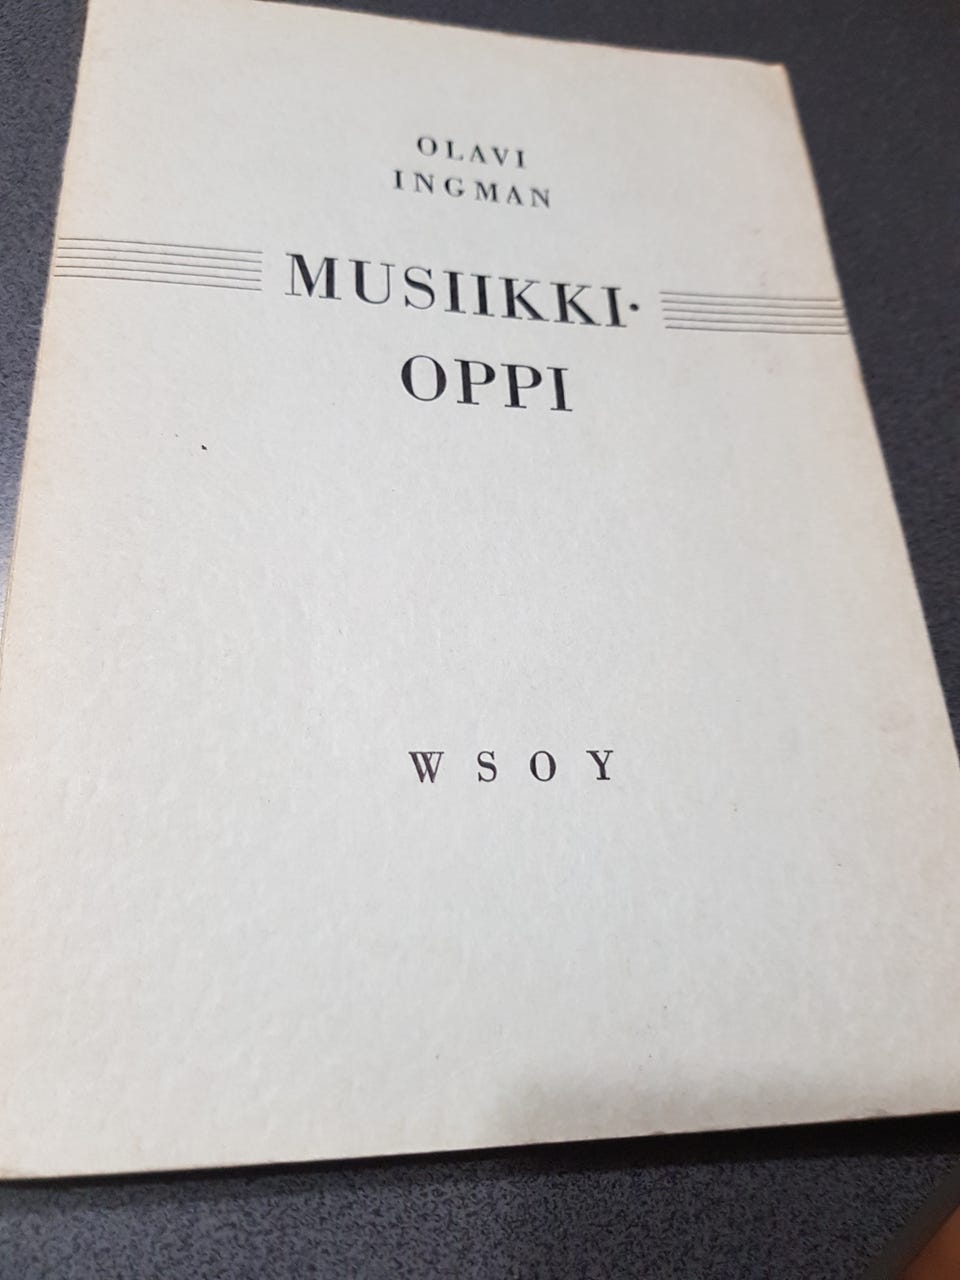 OLAVI
INGMAN
MUSIIKKI·
OPPI
WSOY